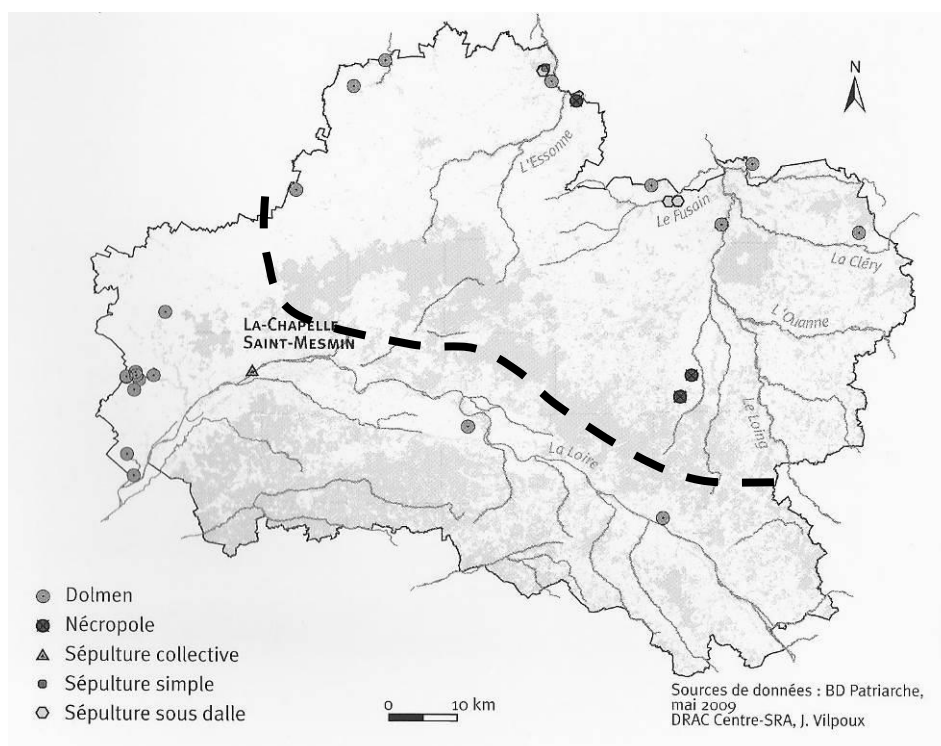 N
L'Essonne
Le Fusain
La Cléry
L'Ouanne
LA-CHAPELLE
SAINT-MESMIN
Le Loing
La Loire
Dolmen
Nécropole
Sépulture collective
Sépulture simple
Sépulture sous dalle
0 10 km
Sources de données : BD Patriarche,
mai 2009
DRAC Centre-SRA, J. Vilpoux